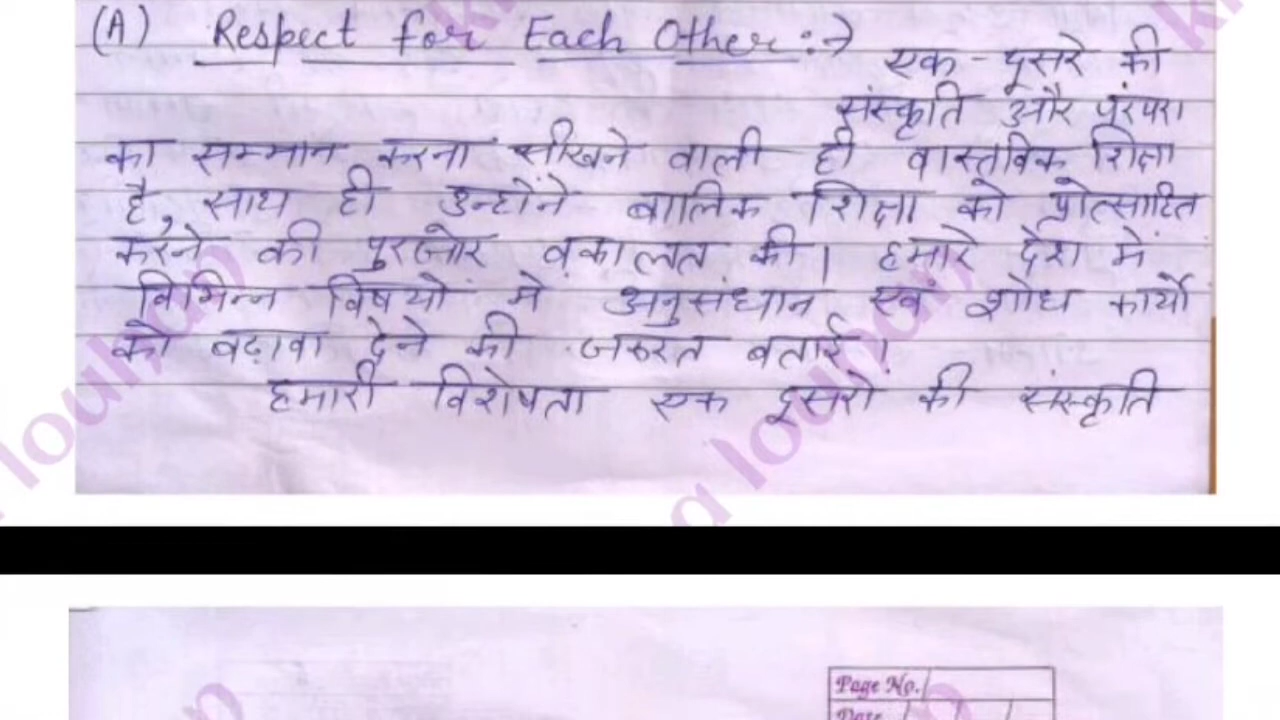 (A) Respect for Each Other :→
एक - दूसरे की
संस्कृति और परंपरा
का सम्मान करना सीखने वाली ही वास्तविक शिक्षा
है, साथ ही उन्होंने बालिक शिक्षा को प्रोत्साहित
करने की पुरजोर वकालत की। हमारे देश में
विभिन्न विषयों में अनुसंधान एवं शोध कार्यों
को बढ़ावा देने की जरूरत बताई।
हमारी विशेषता एक दूसरो की संस्कृति
Page No.
Date